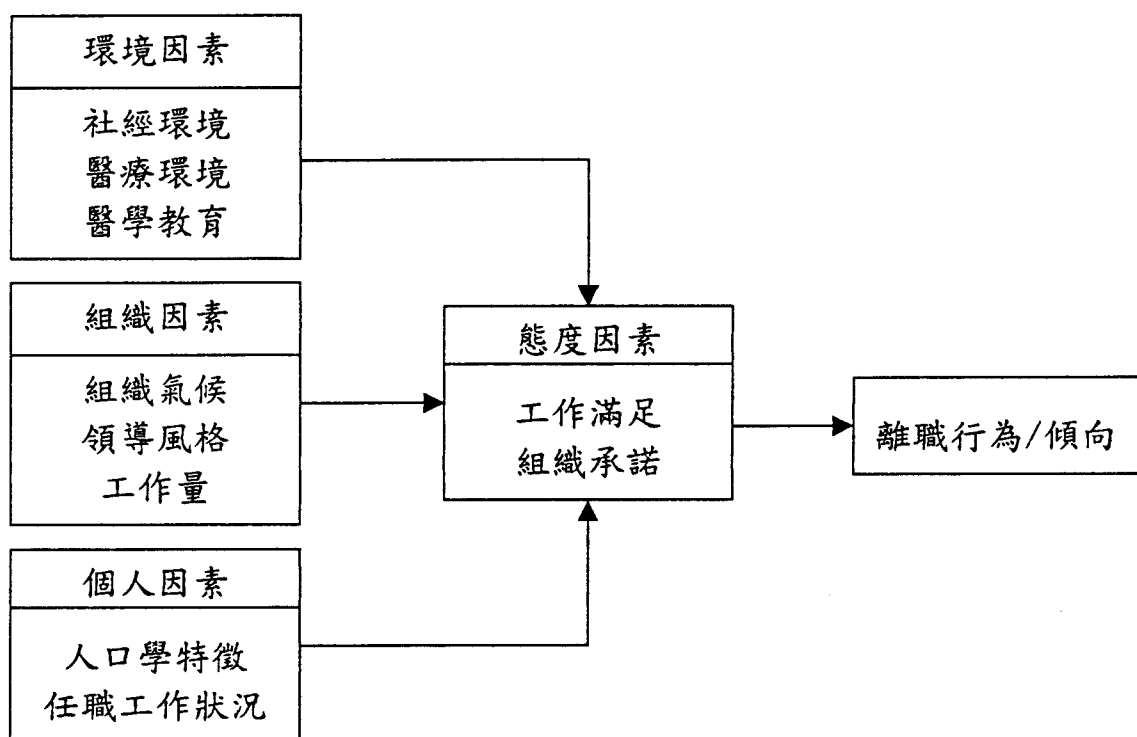 環境因素
社經環境
醫療環境
醫學教育
組織因素
組織氣候
領導風格
工作量
個人因素
人口學特徵
任職工作狀況
態度因素
工作滿足
組織承諾
離職行為/傾向